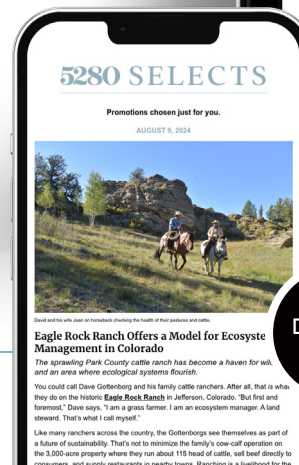 5280 SELECTS
Promotions chosen just for you.
AUGUST 9, 2024
David and his wife Jean on horseback checking the health of their pastures and cattle.
Eagle Rock Ranch Offers a Model for Ecosyste
Management in Colorado
The sprawling Park County cattle ranch has become a haven for
and an area where ecological systems flourish.
You could call Dave Gottenborg and his family cattle ranchers. After all, that is what
they do on the historic Eagle Rock Ranch in Jefferson, Colorado. "But first and
foremost," Dave says, "I am a grass farmer. I am an ecosystem manager. A land
steward. That's what I call myself."
Like many ranchers across the country, the Gottenborgs see themselves as part of
a future of sustainability. That's not to minimize the family's cow-calf operation on
the 3,000-acre property where they run about 115 head of cattle, sell beef directly to
consumers, and supply restaurants in nearby towns. Ranching is a livelihood for the
D